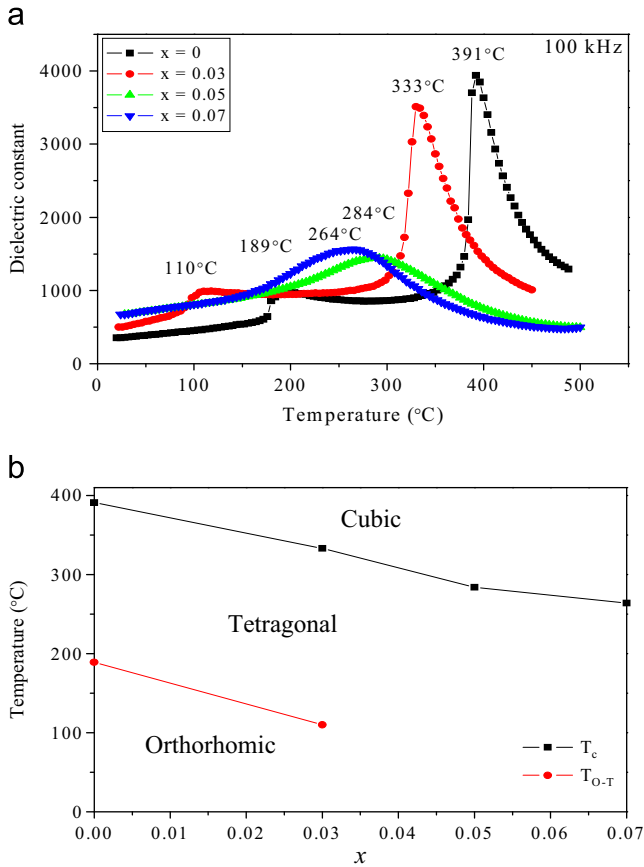 a
100 kHz
x = 0
x = 0.03
x = 0.05
x = 0.07
391°C
333°C
284°C
264°C
189°C
110°C
4000
3000
2000
1000
0
Dielectric constant
0 100 200 300 400 500
Temperature (°C)
b
400
300
200
100
0
Temperature (°C)
Cubic
Tetragonal
Orthorhomic
T_c
T_O-T
0.00 0.01 0.02 0.03 0.04 0.05 0.06 0.07
x